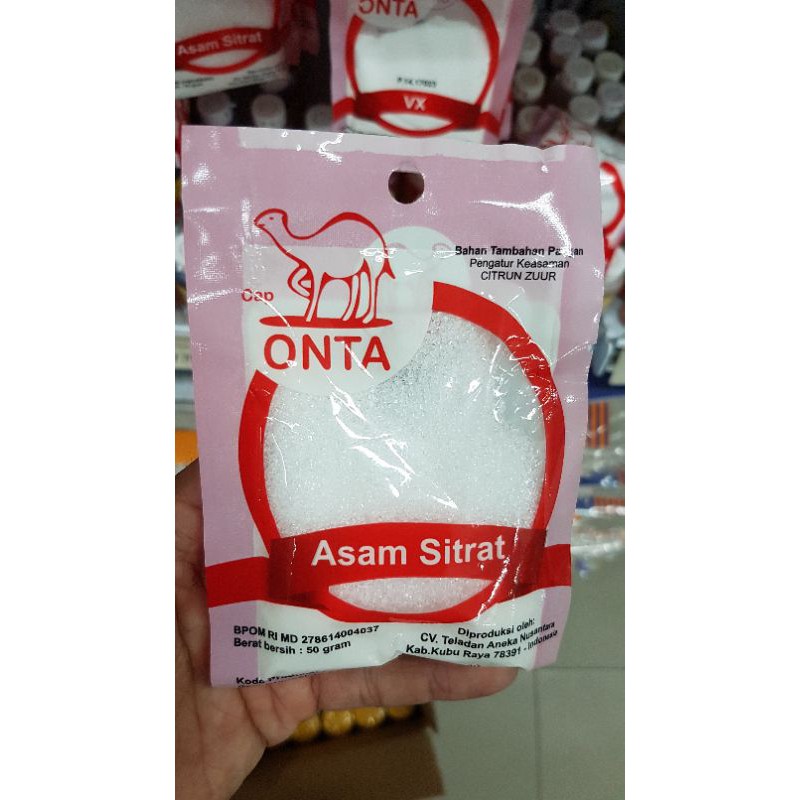 ONTA
Asam Sitrat
VX
Bahan Tambahan
Pengatur Keasaman
CITRUN ZUUR
Cap
ONTA
Asam Sitrat
BPOM RI MD 278614004037
Berat bersih : 50 gram
Diproduksi oleh:
CV. Teladan Aneka Nusantara
Kab.Kubu Raya 78391 - Indonesia
Kode